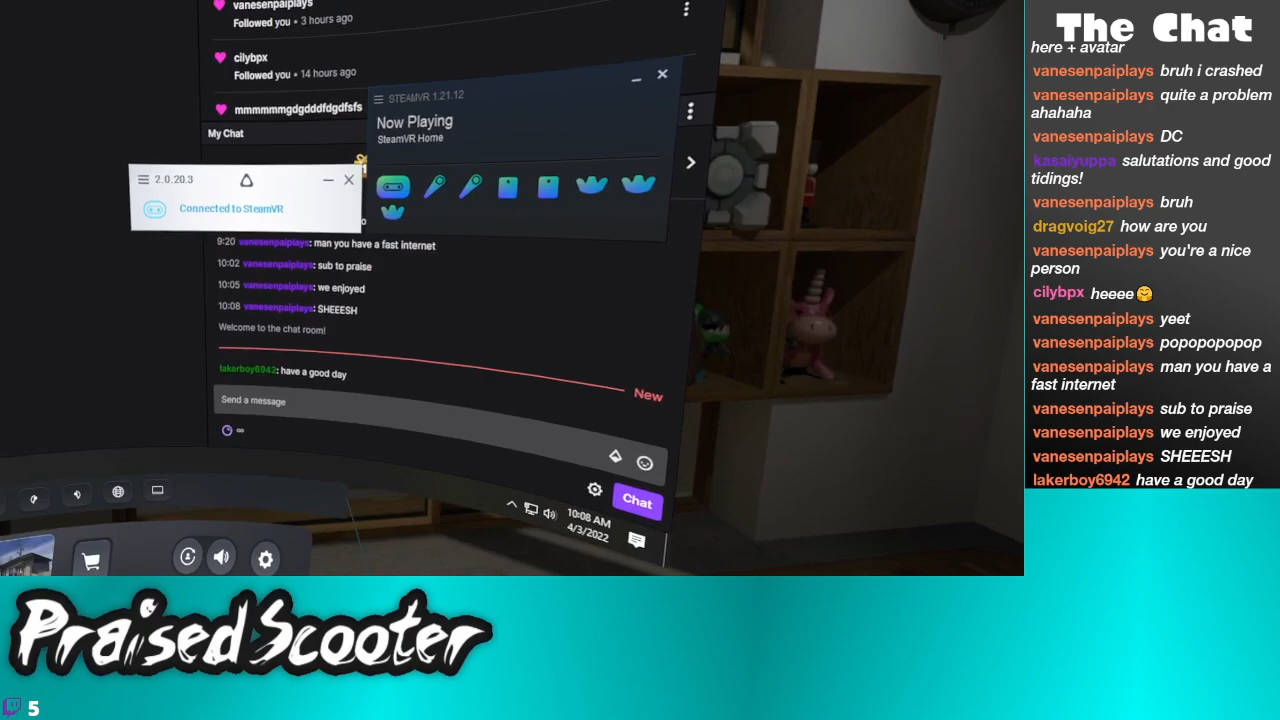 vanesenpaiplays
Followed you • 3 hours ago
cilybpx
Followed you • 14 hours ago
mmmmmmgdgdddfdgdfsfs
My Chat
STEAMVR 1.21.12
Now Playing
SteamVR Home
2.0.20.3
Connected to SteamVR
9:20 vanesenpaiplays: man you have a fast internet
10:02 vanesenpaiplays: sub to praise
10:05 vanesenpaiplays: we enjoyed
10:08 vanesenpaiplays: SHEEESH
Welcome to the chat room!
New
lakerboy6942: have a good day
Send a message
∞
Chat
10:08 AM
4/3/2022
The Chat
here + avatar
vanesenpaiplays bruh i crashed
vanesenpaiplays quite a problem
ahahaha
vanesenpaiplays DC
kasaiyuppa salutations and good
tidings!
vanesenpaiplays bruh
dragvoig27 how are you
vanesenpaiplays you're a nice
person
cilybpx heeee 🤗
vanesenpaiplays yeet
vanesenpaiplays popopopopop
vanesenpaiplays man you have a
fast internet
vanesenpaiplays sub to praise
vanesenpaiplays we enjoyed
vanesenpaiplays SHEEESH
lakerboy6942 have a good day
PraisedScooter
5